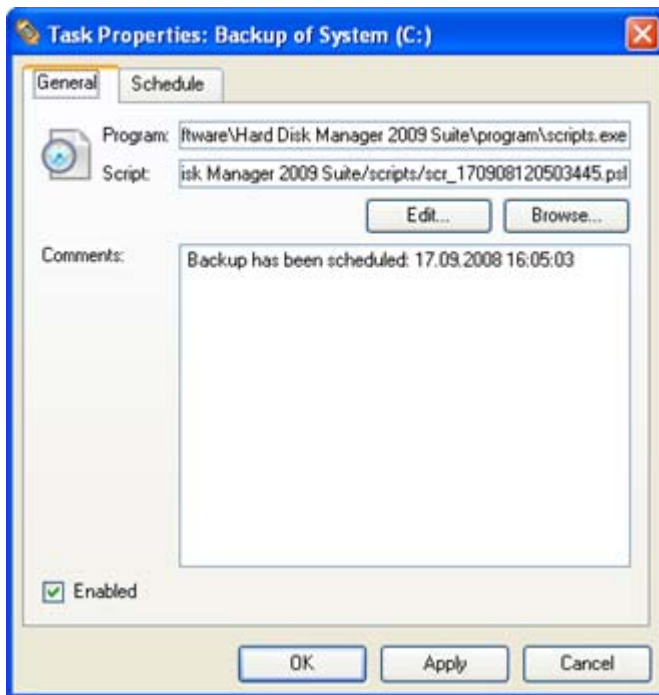 Task Properties: Backup of System (C:)
General Schedule
Program: ftware\Hard Disk Manager 2009 Suite\program\scripts.exe
Script: isk Manager 2009 Suite/scripts/scr_170908120503445.psl
Edit... Browse...
Comments: Backup has been scheduled: 17.09.2008 16:05:03
Enabled
OK Apply Cancel